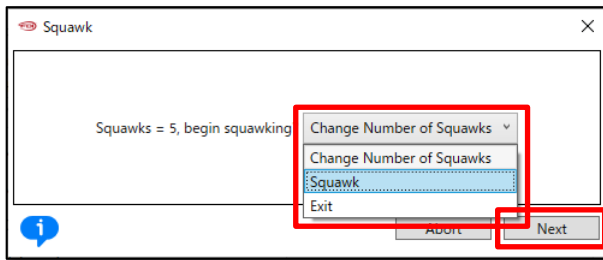 Squawk
Squawks = 5, begin squawking
Change Number of Squawks
Change Number of Squawks
Squawk
Exit
Abort
Next